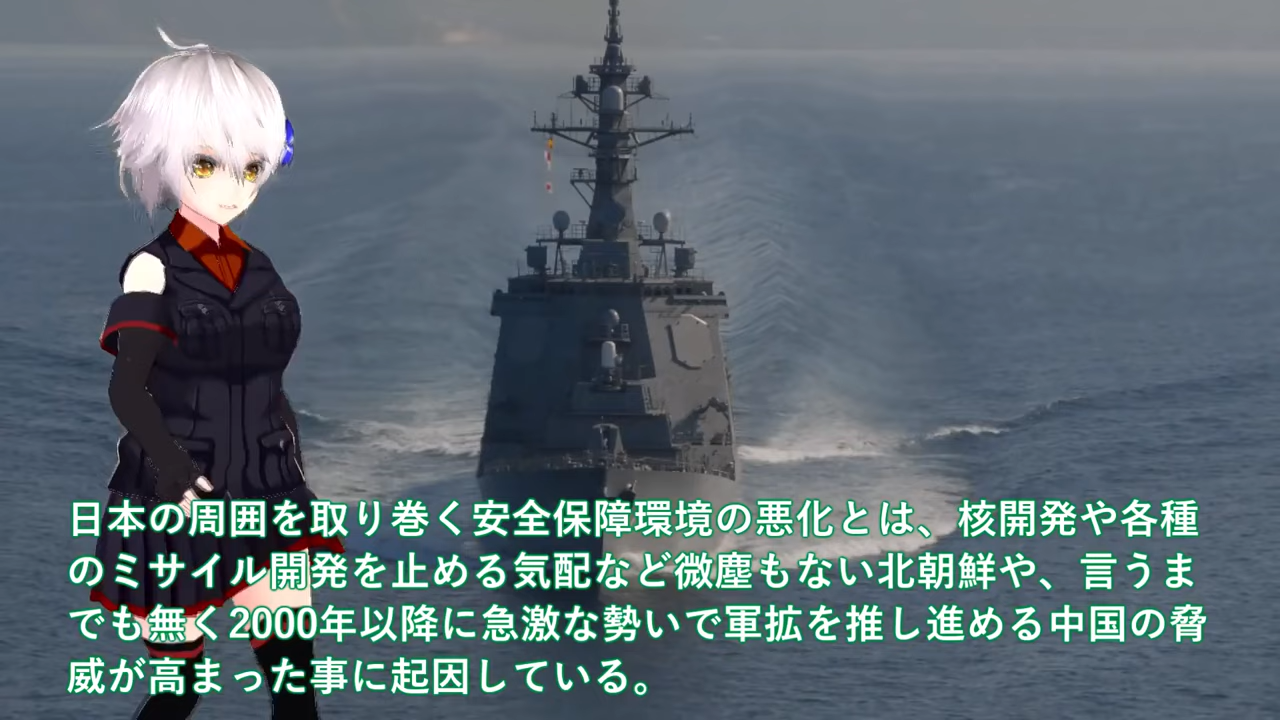 日本の周囲を取り巻く安全保障環境の悪化とは、核開発や各種
のミサイル開発を止める気配など微塵もない北朝鮮や、言うま
でも無く2000年以降に急激な勢いで軍拡を推し進める中国の脅
威が高まった事に起因している。